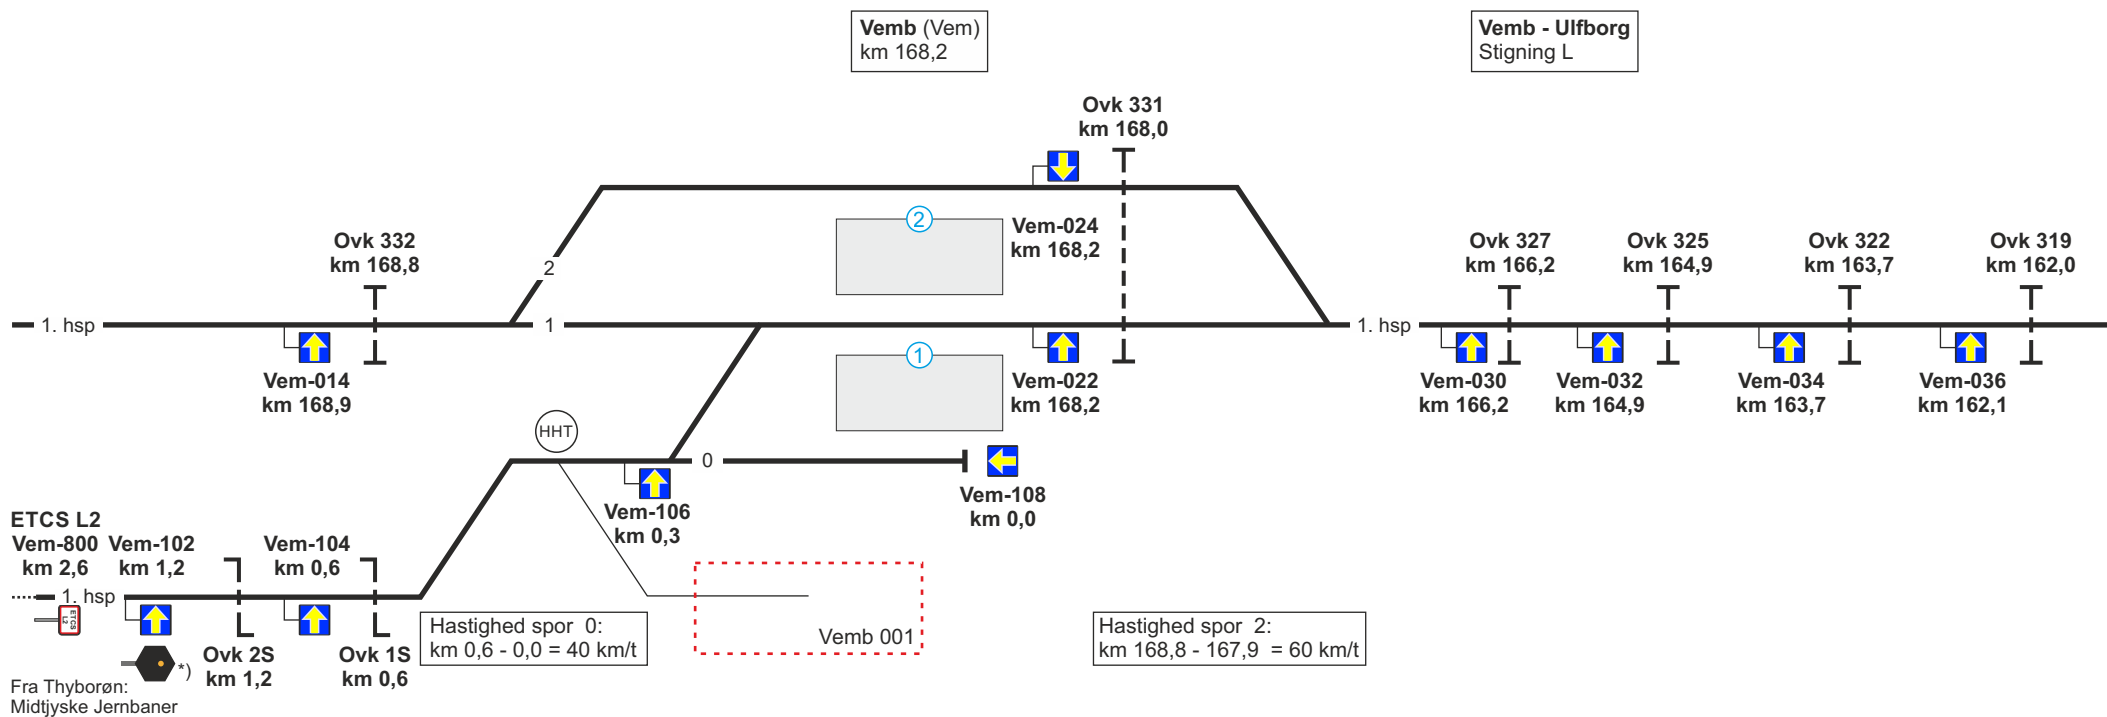 Vemb (Vem)
km 168,2
Vemb - Ulfborg
Stigning L
Ovk 331
km 168,0
2
Vem-024
km 168,2
Ovk 332
km 168,8
2
Ovk 327
km 166,2
Ovk 325
km 164,9
Ovk 322
km 163,7
Ovk 319
km 162,0
1. hsp
1
1. hsp
Vem-014
km 168,9
1
Vem-022
km 168,2
Vem-030
km 166,2
Vem-032
km 164,9
Vem-034
km 163,7
Vem-036
km 162,1
HHT
0
Vem-106
km 0,3
Vem-108
km 0,0
ETCS L2
Vem-800
km 2,6
Vem-102
km 1,2
Vem-104
km 0,6
1. hsp
ETCS
L2
*)
Ovk 2S
km 1,2
Ovk 1S
km 0,6
Hastighed spor 0:
km 0,6 - 0,0 = 40 km/t
Vemb 001
Hastighed spor 2:
km 168,8 - 167,9 = 60 km/t
Fra Thyborøn:
Midtjyske Jernbaner